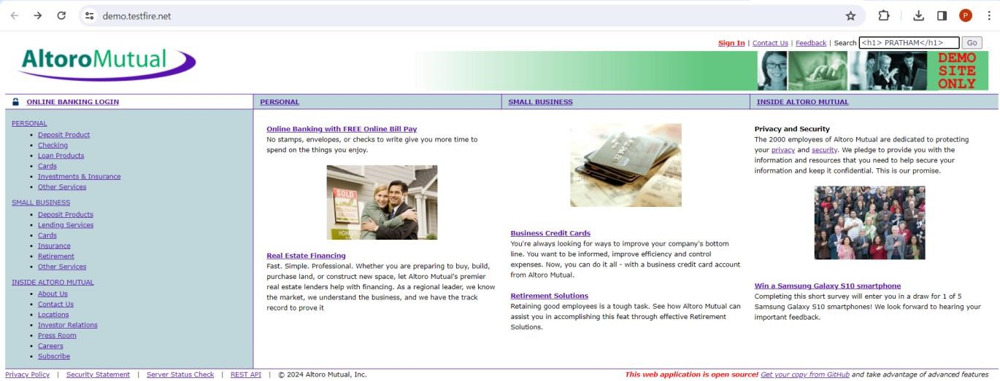 demo.testfire.net
P
Sign In | Contact Us | Feedback | Search <h1> PRATHAM</h1> Go
AltoroMutual
DEMO
SITE
ONLY
ONLINE BANKING LOGIN
PERSONAL
SMALL BUSINESS
INSIDE ALTORO MUTUAL
PERSONAL
Deposit Product
Checking
Loan Products
Cards
Investments & Insurance
Other Services
SMALL BUSINESS
Deposit Products
Lending Services
Cards
Insurance
Retirement
Other Services
INSIDE ALTORO MUTUAL
About Us
Contact Us
Locations
Investor Relations
Press Room
Careers
Subscribe
Online Banking with FREE Online Bill Pay
No stamps, envelopes, or checks to write give you more time to
spend on the things you enjoy.
SOLD
Real Estate Financing
Fast. Simple. Professional. Whether you are preparing to buy, build,
purchase land, or construct new space, let Altoro Mutual's premier
real estate lenders help with financing. As a regional leader, we know
the market, we understand the business, and we have the track
record to prove it
Business Credit Cards
You're always looking for ways to improve your company's bottom
line. You want to be informed, improve efficiency and control
expenses. Now, you can do it all - with a business credit card account
from Altoro Mutual.
Retirement Solutions
Retaining good employees is a tough task. See how Altoro Mutual can
assist you in accomplishing this feat through effective Retirement
Solutions.
Privacy and Security
The 2000 employees of Altoro Mutual are dedicated to protecting
your privacy and security. We pledge to provide you with the
information and resources that you need to help secure your
information and keep it confidential. This is our promise.
Win a Samsung Galaxy S10 smartphone
Completing this short survey will enter you in a draw for 1 of 5
Samsung Galaxy S10 smartphones! We look forward to hearing your
important feedback.
Privacy Policy | Security Statement | Server Status Check | REST API | © 2024 Altoro Mutual, Inc.
This web application is open source! Get your copy from GitHub and take advantage of advanced features